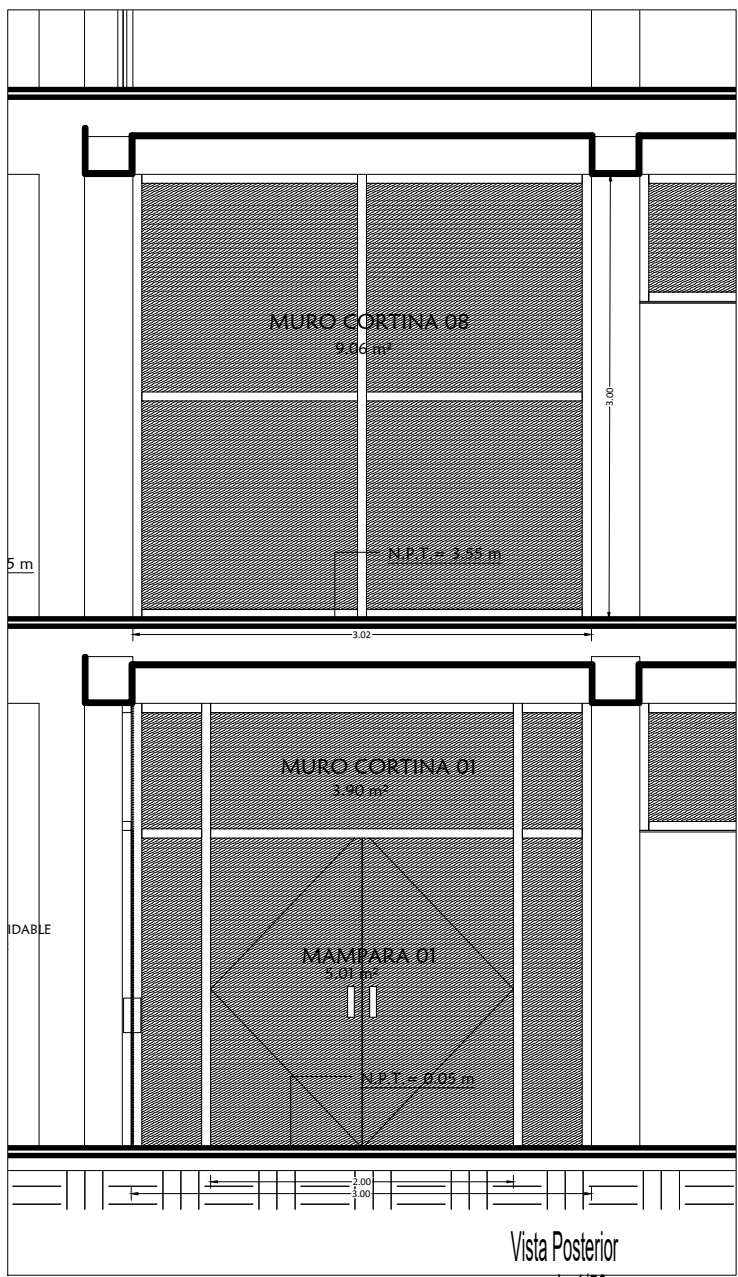 MURO CORTINA 08
9.06 m²
3.00
N.P.T.= 3.55 m
5 m
3.02
MURO CORTINA 01
3.90 m²
IDABLE
MAMPARA 01
5.01 m²
N.P.T.= 0.05 m
2.00
3.00
Vista Posterior